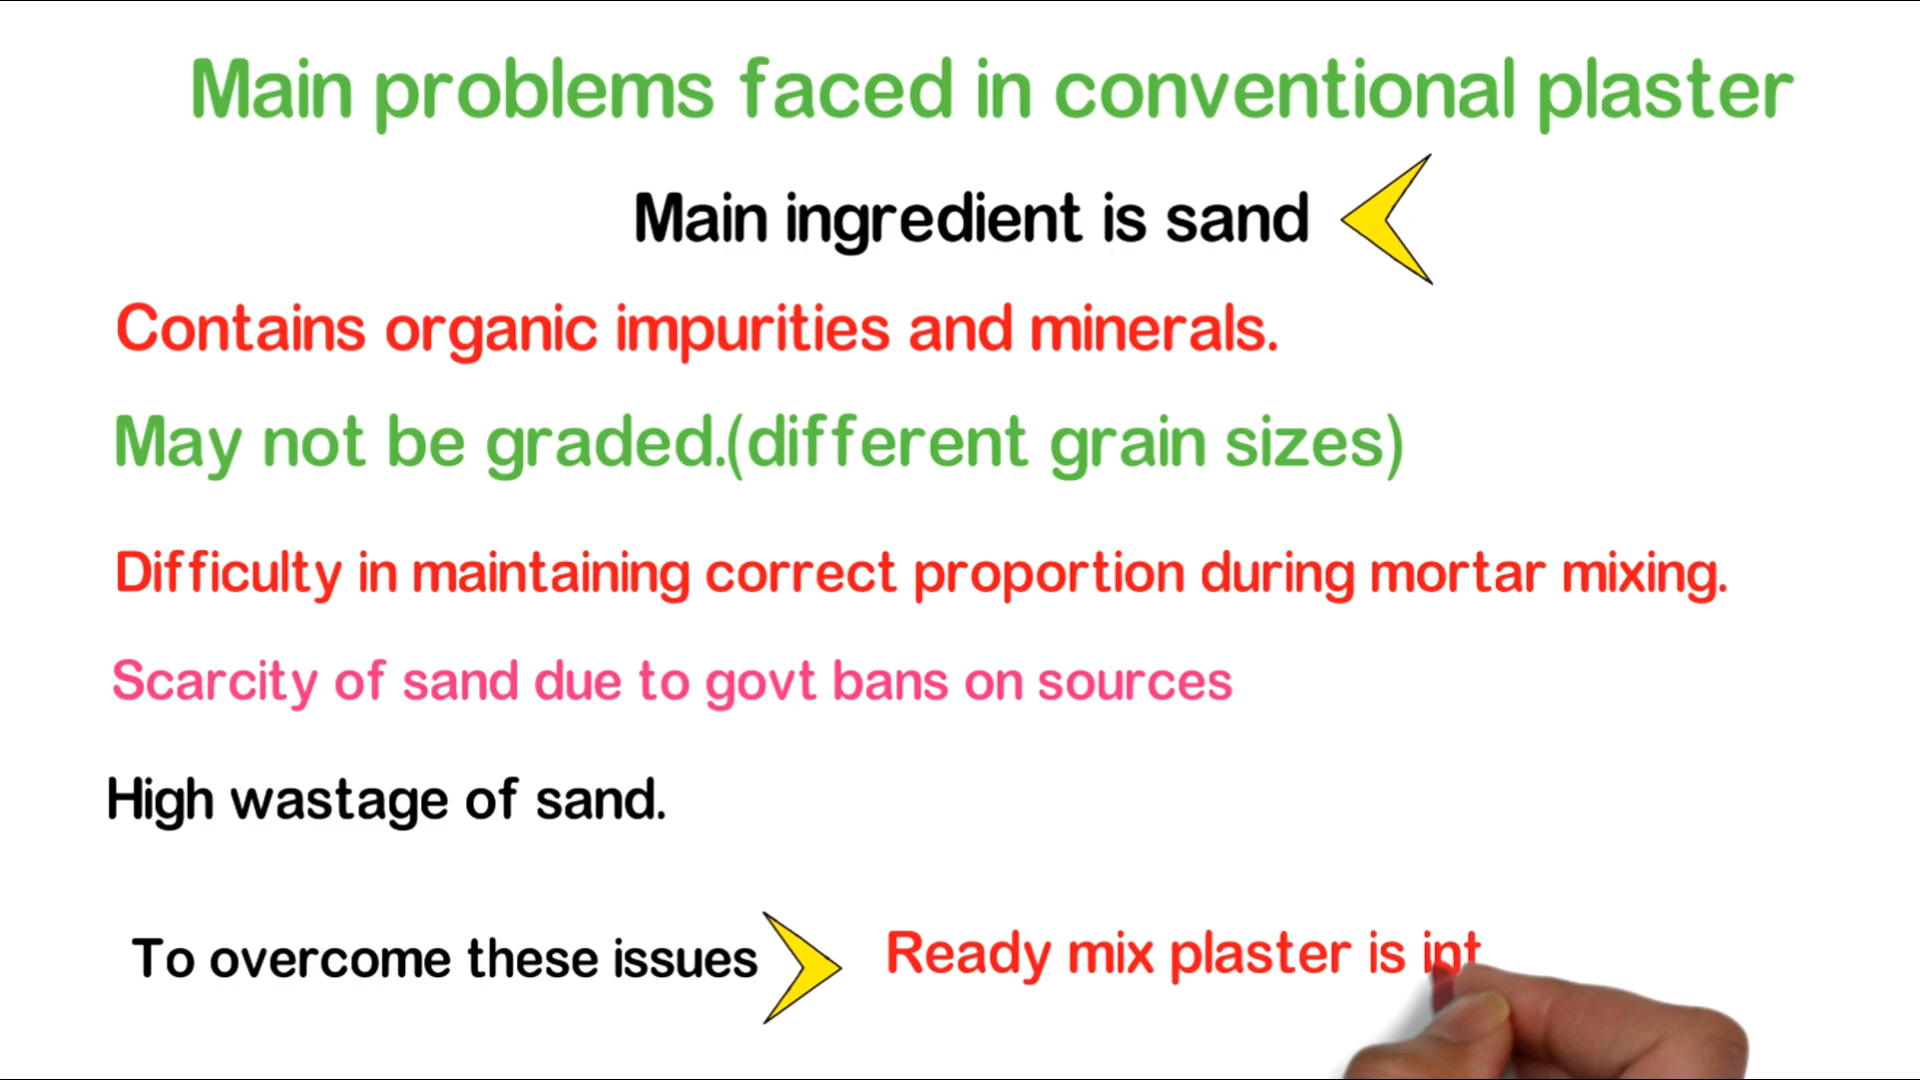 Main problems faced in conventional plaster
Main ingredient is sand
Contains organic impurities and minerals.
May not be graded.(different grain sizes)
Difficulty in maintaining correct proportion during mortar mixing.
Scarcity of sand due to govt bans on sources
High wastage of sand.
To overcome these issues
Ready mix plaster is int